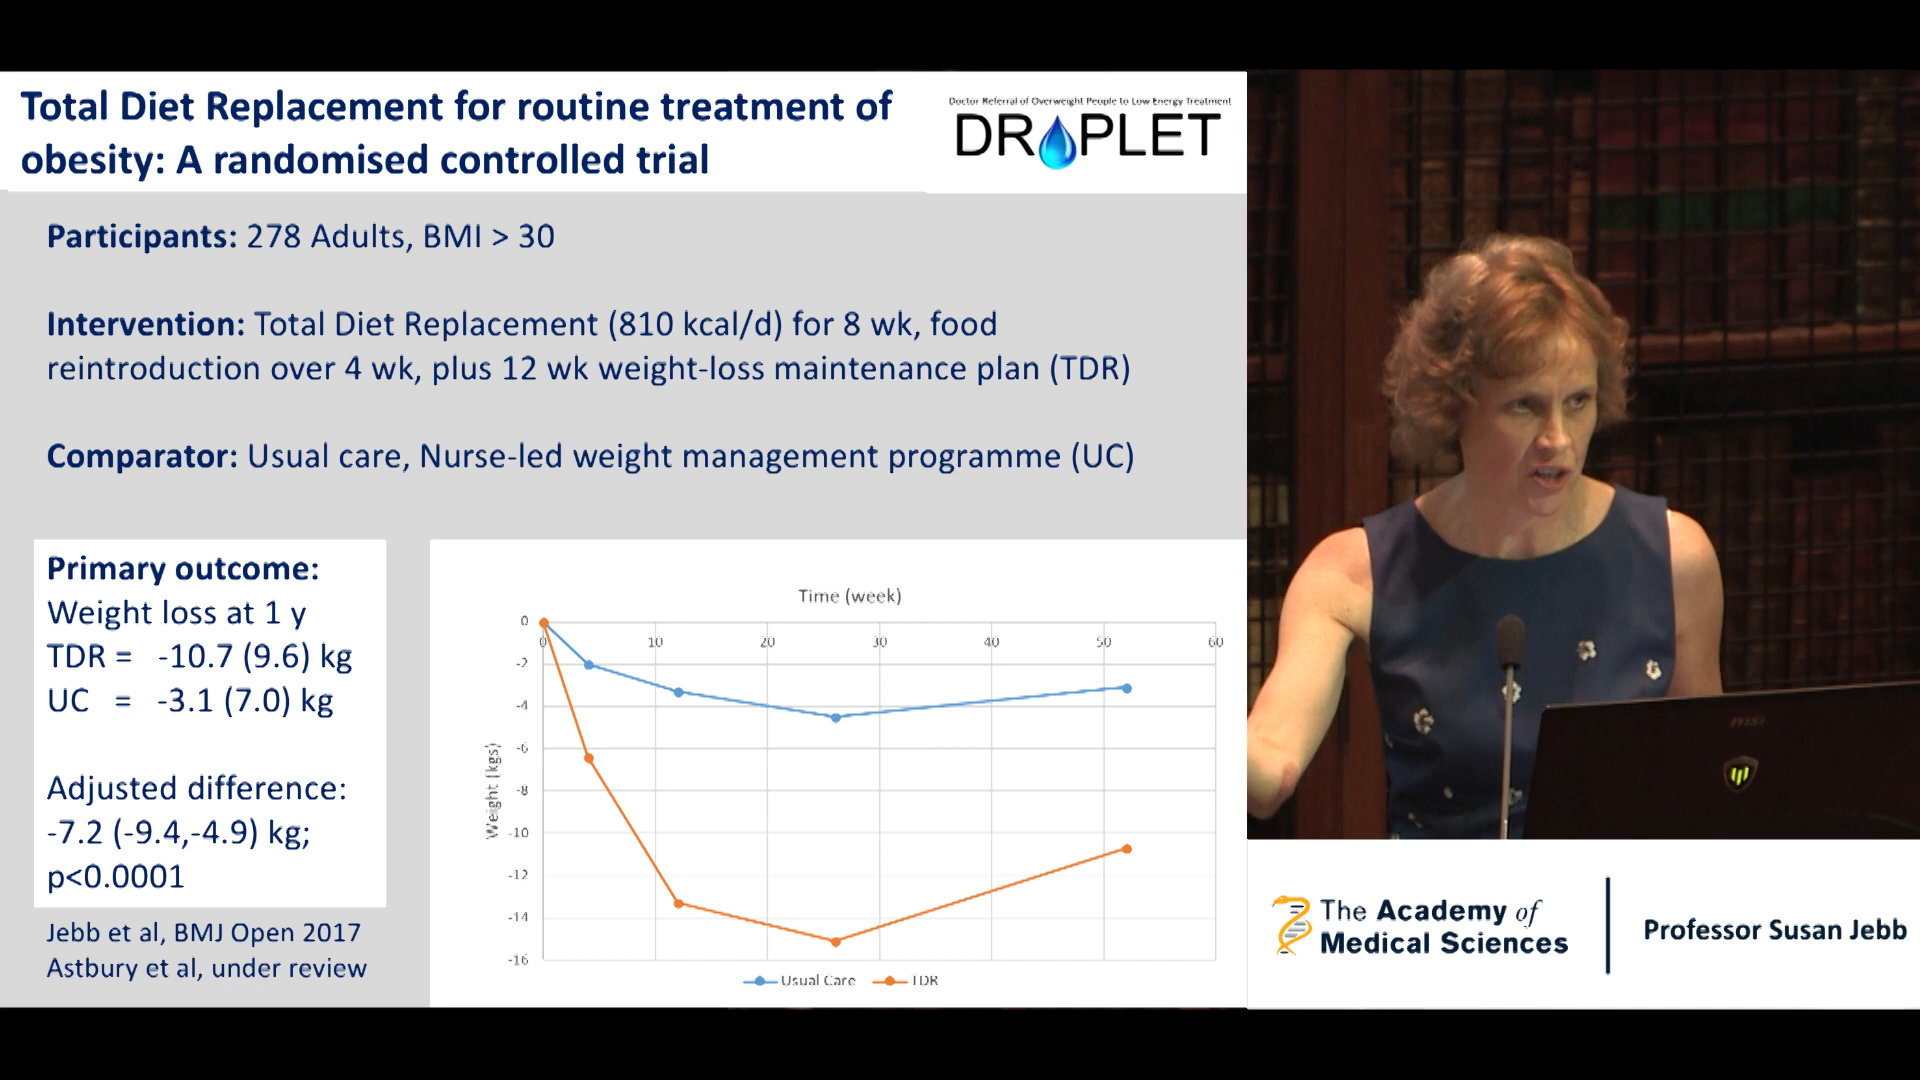 Total Diet Replacement for routine treatment of
obesity: A randomised controlled trial
Doctor Referral of Overweight People to Low Energy Treatment
DROPLET
Participants: 278 Adults, BMI > 30
Intervention: Total Diet Replacement (810 kcal/d) for 8 wk, food
reintroduction over 4 wk, plus 12 wk weight-loss maintenance plan (TDR)
Comparator: Usual care, Nurse-led weight management programme (UC)
Primary outcome:
Weight loss at 1 y
TDR = -10.7 (9.6) kg
UC = -3.1 (7.0) kg
Adjusted difference:
-7.2 (-9.4,-4.9) kg;
p<0.0001
Jebb et al, BMJ Open 2017
Astbury et al, under review
Time (week)
0
0 10 20 30 40 50 60
-2
-4
-6
-8
-10
-12
-14
-16
Weight (kgs)
Usual Care TDR
msi
The Academy of
Medical Sciences
Professor Susan Jebb